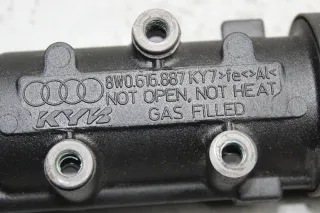 8W0.616.887 KY7>fe<>Al<
NOT OPEN, NOT HEAT
KYB GAS FILLED